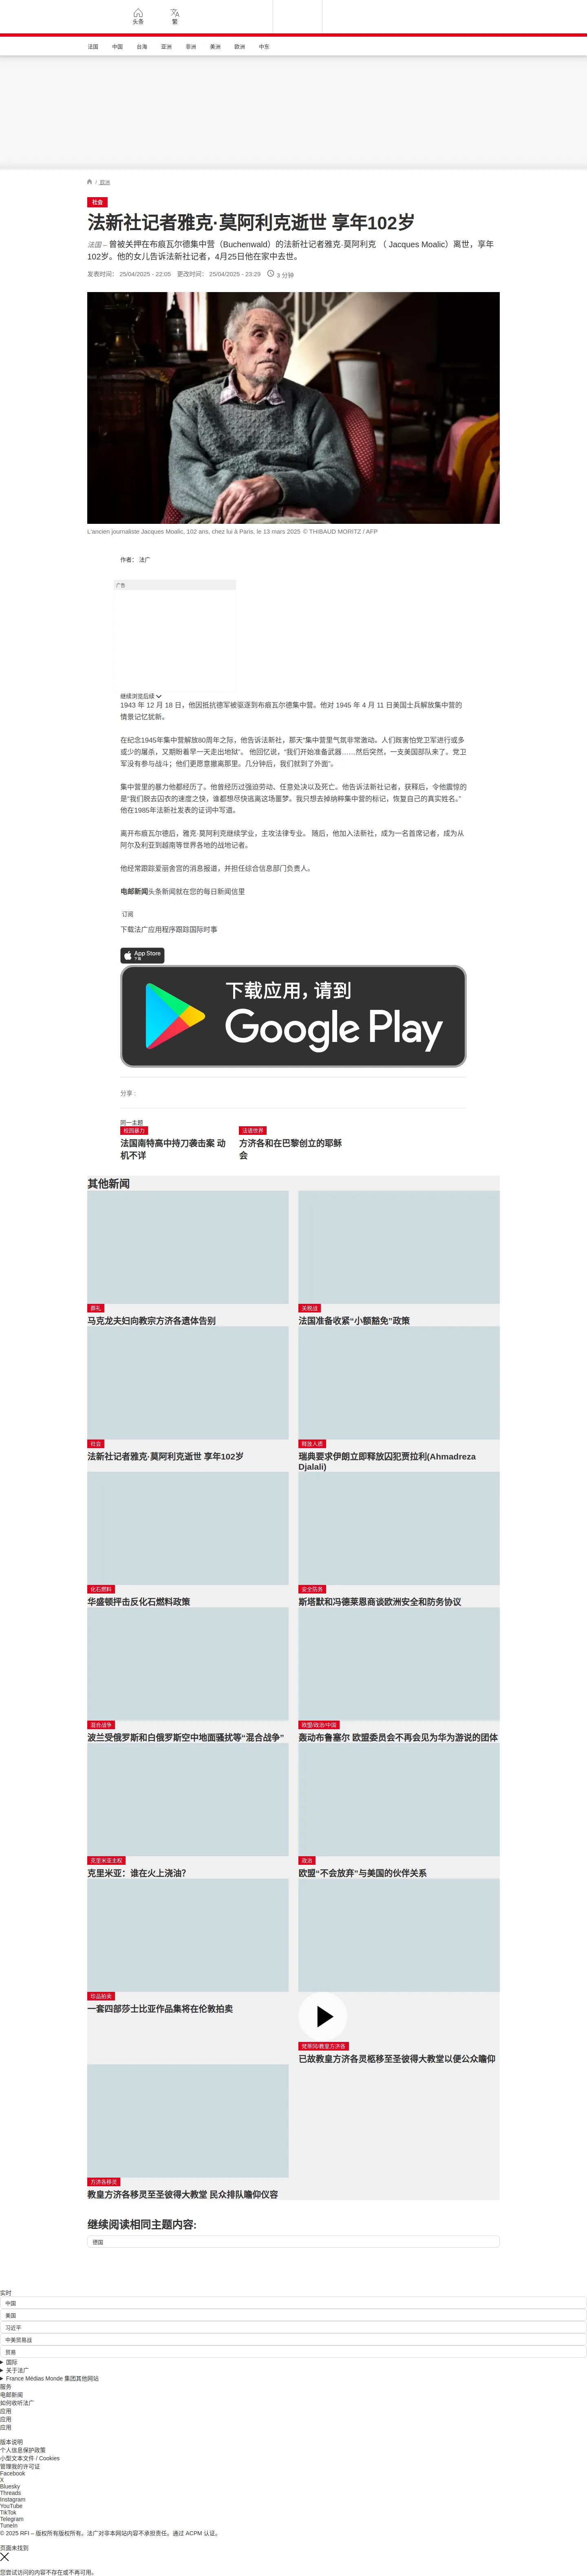 头条
繁
法国
中国
台海
亚洲
非洲
美洲
欧洲
中东
/ 欧洲
社会
法新社记者雅克·莫阿利克逝世 享年102岁
法国 – 曾被关押在布痕瓦尔德集中营（Buchenwald）的法新社记者雅克·莫阿利克 （ Jacques Moalic）离世，享年
102岁。他的女儿告诉法新社记者，4月25日他在家中去世。
发表时间： 25/04/2025 - 22:05 更改时间： 25/04/2025 - 23:29 3 分钟
L'ancien journaliste Jacques Moalic, 102 ans, chez lui à Paris, le 13 mars 2025 © THIBAUD MORITZ / AFP
作者： 法广
广告
继续浏览后续
1943 年 12 月 18 日，他因抵抗德军被驱逐到布痕瓦尔德集中营。他对 1945 年 4 月 11 日美国士兵解放集中营的
情景记忆犹新。
在纪念1945年集中营解放80周年之际，他告诉法新社，那天“集中营里气氛非常激动。人们既害怕党卫军进行或多
或少的屠杀，又期盼着早一天走出地狱”。 他回忆说，“我们开始准备武器……然后突然，一支美国部队来了。党卫
军没有参与战斗；他们更愿意撤离那里。几分钟后，我们就到了外面”。
集中营里的暴力他都经历了。他曾经历过强迫劳动、任意处决以及死亡。他告诉法新社记者，获释后，令他震惊的
是“我们脱去囚衣的速度之快，谁都想尽快逃离这场噩梦。我只想去掉纳粹集中营的标记，恢复自己的真实姓名。”
他在1985年法新社发表的证词中写道。
离开布痕瓦尔德后，雅克·莫阿利克继续学业，主攻法律专业。 随后，他加入法新社，成为一名首席记者，成为从
阿尔及利亚到越南等世界各地的战地记者。
他经常跟踪爱丽舍宫的消息报道，并担任综合信息部门负责人。
电邮新闻头条新闻就在您的每日新闻信里
订阅
下载法广应用程序跟踪国际时事
App Store
下载
下载应用，请到
Google Play
分享 :
同一主题
校园暴力
法国南特高中持刀袭击案 动
机不详
法语世界
方济各和在巴黎创立的耶稣
会
其他新闻
葬礼
马克龙夫妇向教宗方济各遗体告别
关税战
法国准备收紧“小额豁免”政策
社会
法新社记者雅克·莫阿利克逝世 享年102岁
释放人质
瑞典要求伊朗立即释放囚犯贾拉利(Ahmadreza
Djalali)
化石燃料
华盛顿抨击反化石燃料政策
安全防务
斯塔默和冯德莱恩商谈欧洲安全和防务协议
混合战争
波兰受俄罗斯和白俄罗斯空中地面骚扰等“混合战争”
欧盟/政治/中国
轰动布鲁塞尔 欧盟委员会不再会见为华为游说的团体
克里米亚主权
克里米亚：谁在火上浇油？
政治
欧盟“不会放弃”与美国的伙伴关系
珍品拍卖
一套四部莎士比亚作品集将在伦敦拍卖
梵蒂冈/教皇方济各
已故教皇方济各灵柩移至圣彼得大教堂以便公众瞻仰
方济各移灵
教皇方济各移灵至圣彼得大教堂 民众排队瞻仰仪容
继续阅读相同主题内容:
德国
实时
中国
美国
习近平
中美贸易战
贸易
国际
关于法广
France Médias Monde 集团其他网站
服务
电邮新闻
如何收听法广
应用
应用
应用
版本说明
个人信息保护政策
小型文本文件 / Cookies
管理我的许可证
Facebook
X
Bluesky
Threads
Instagram
YouTube
TikTok
Telegram
TuneIn
© 2025 RFI – 版权所有版权所有。法广对非本网站内容不承担责任。通过 ACPM 认证。
页面未找到
您尝试访问的内容不存在或不再可用。